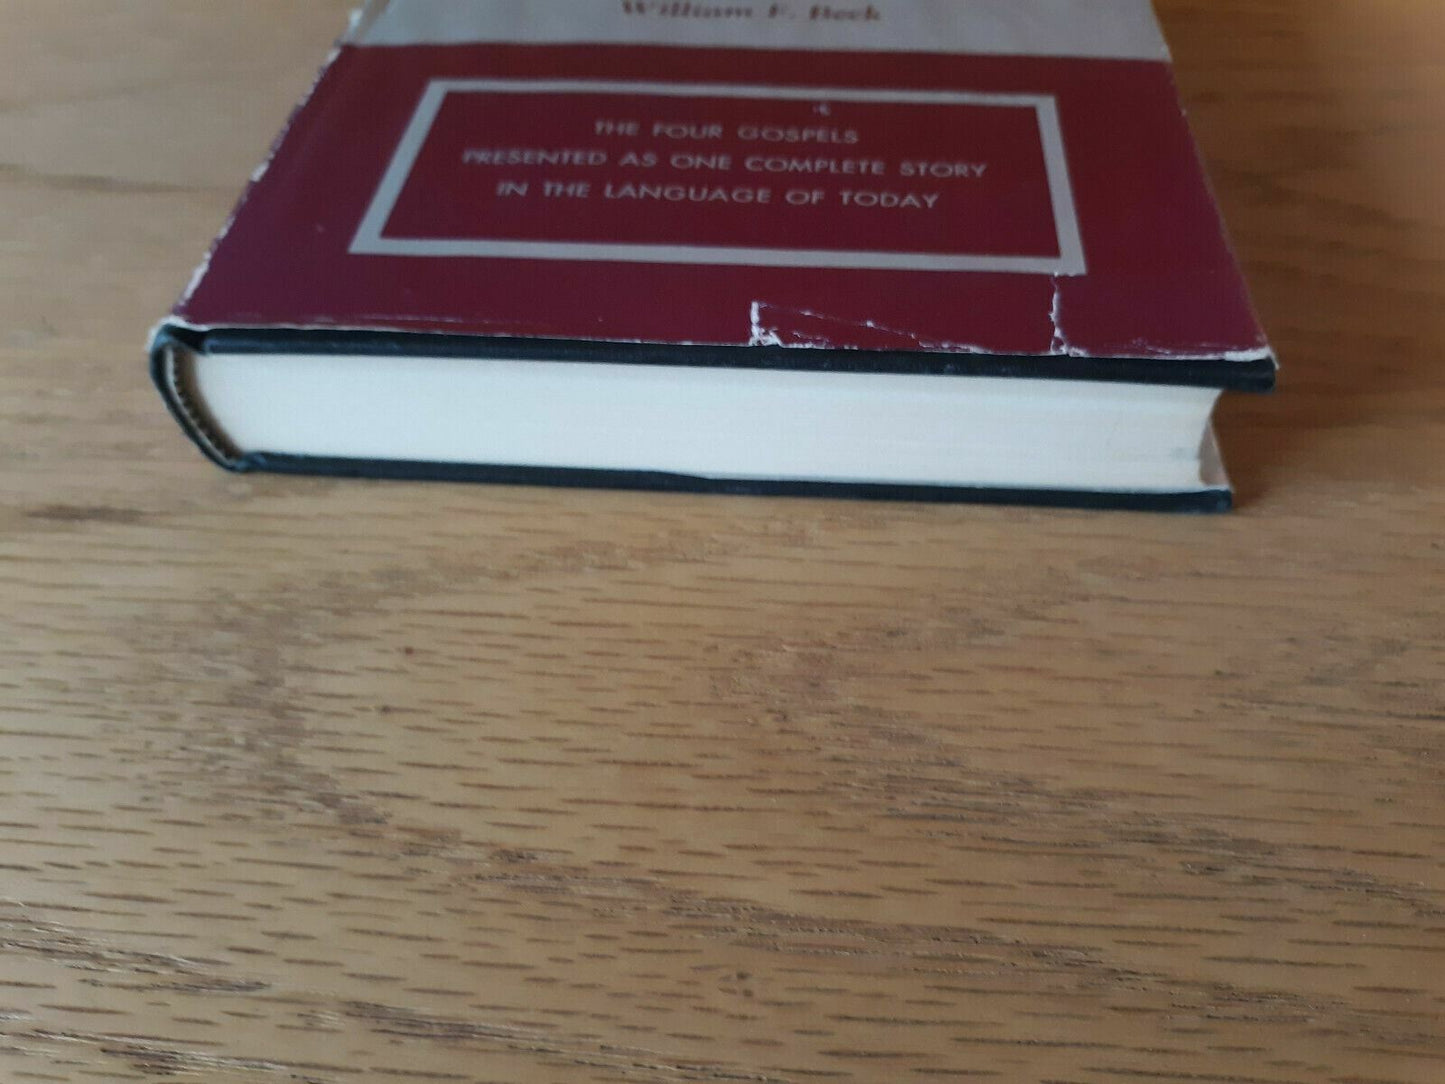 William F. Beck
THE FOUR GOSPELS
PRESENTED AS ONE COMPLETE STORY
IN THE LANGUAGE OF TODAY